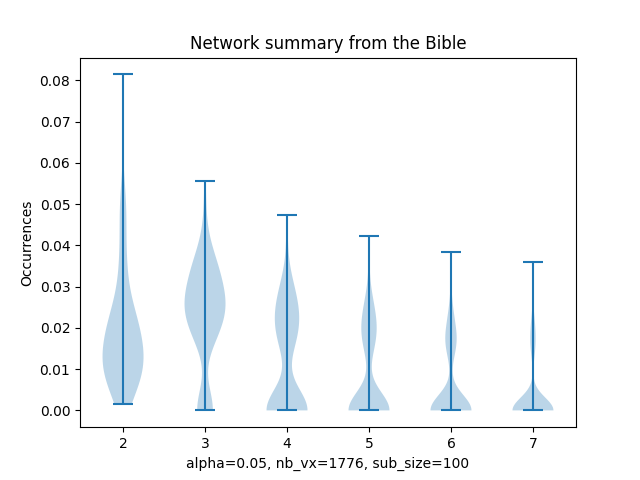 Network summary from the Bible
Occurrences
0.08
0.07
0.06
0.05
0.04
0.03
0.02
0.01
0.00
2 3 4 5 6 7
alpha=0.05, nb_vx=1776, sub_size=100